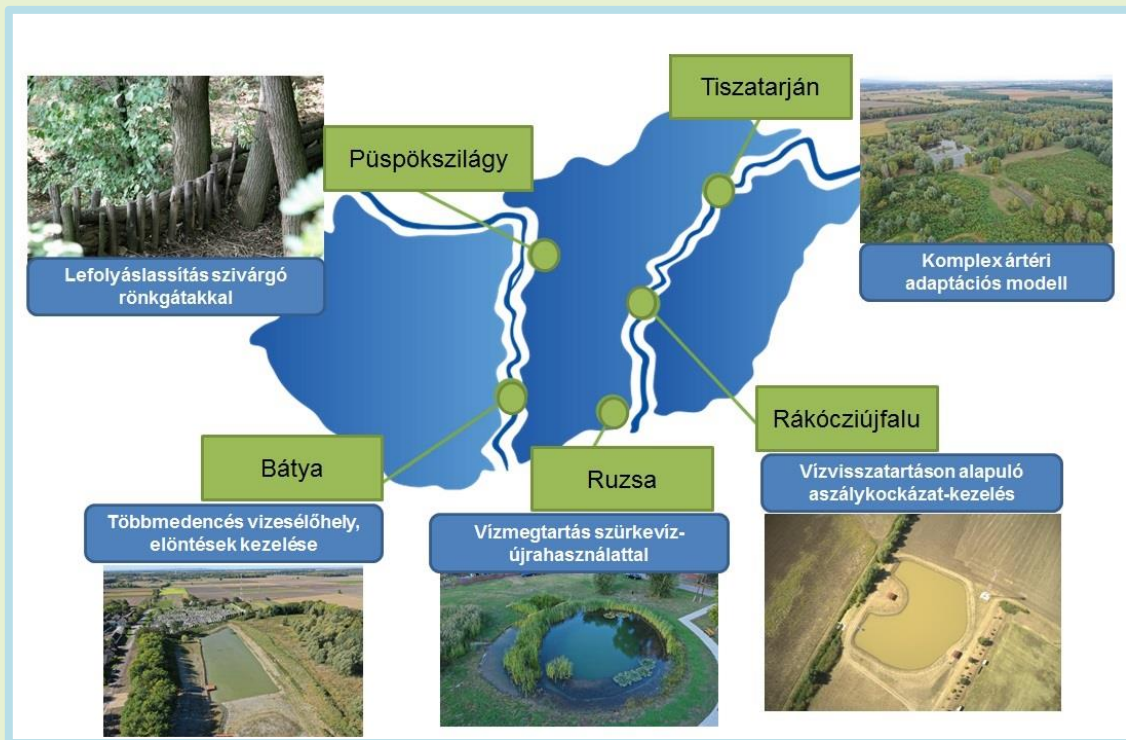 Tiszatarján
Püspökszilágy
Lefolyáslassítás szivárgó
rönkgátakkal
Komplex ártéri
adaptációs modell
Rákócziújfalu
Bátya
Ruzsa
Vízvisszatartáson alapuló
aszálykockázat-kezelés
Többmedencés vizesélőhely,
elöntések kezelése
Vízmegtartás szürkevíz-
újrahasználattal